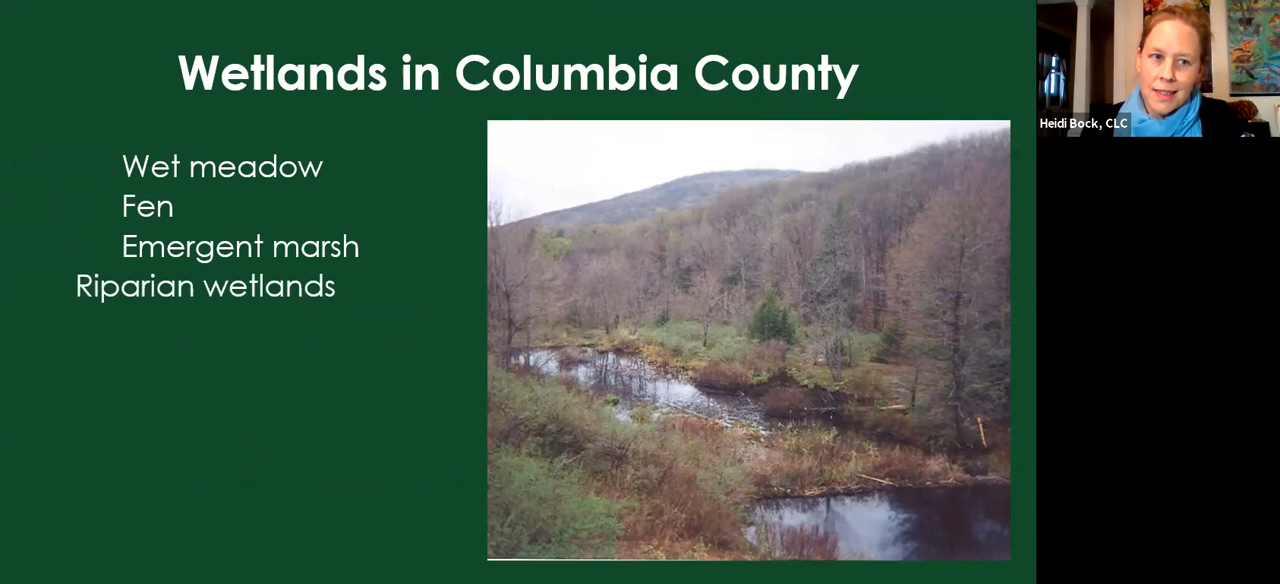 Wetlands in Columbia County
Wet meadow
Fen
Emergent marsh
Riparian wetlands
Heidi Bock, CLC